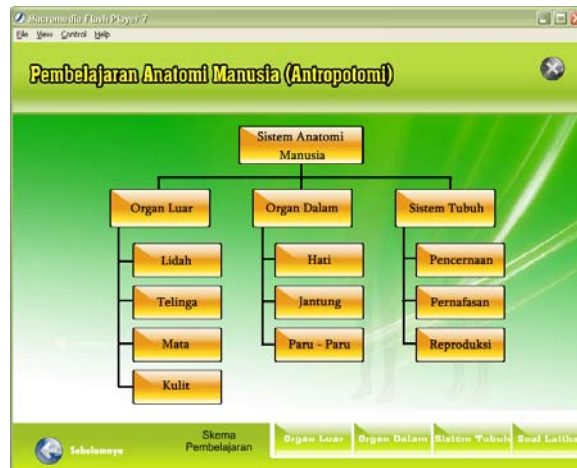 Macromedia Flash Player 7
File View Control Help
Pembelajaran Anatomi Manusia (Antropotomi)
Sistem Anatomi
Manusia
Organ Luar
Organ Dalam
Sistem Tubuh
Lidah
Hati
Pencernaan
Telinga
Jantung
Pernafasan
Mata
Paru - Paru
Reproduksi
Kulit
Sebelumnya
Skema
Pembelajaran
Organ Luar
Organ Dalam
Sistem Tubuh
Soal Latihan